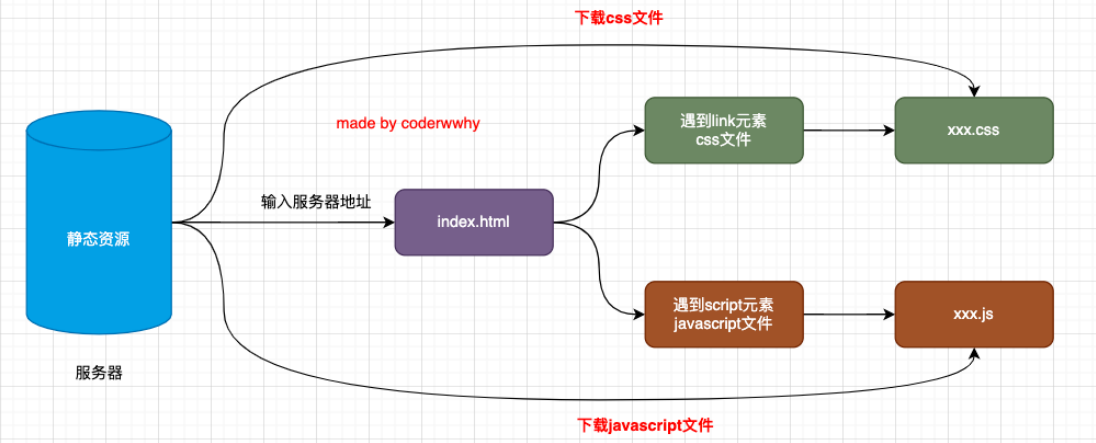 下载css文件
made by coderwwhy
遇到link元素
css文件
xxx.css
输入服务器地址
index.html
静态资源
遇到script元素
javascript文件
xxx.js
服务器
下载javascript文件